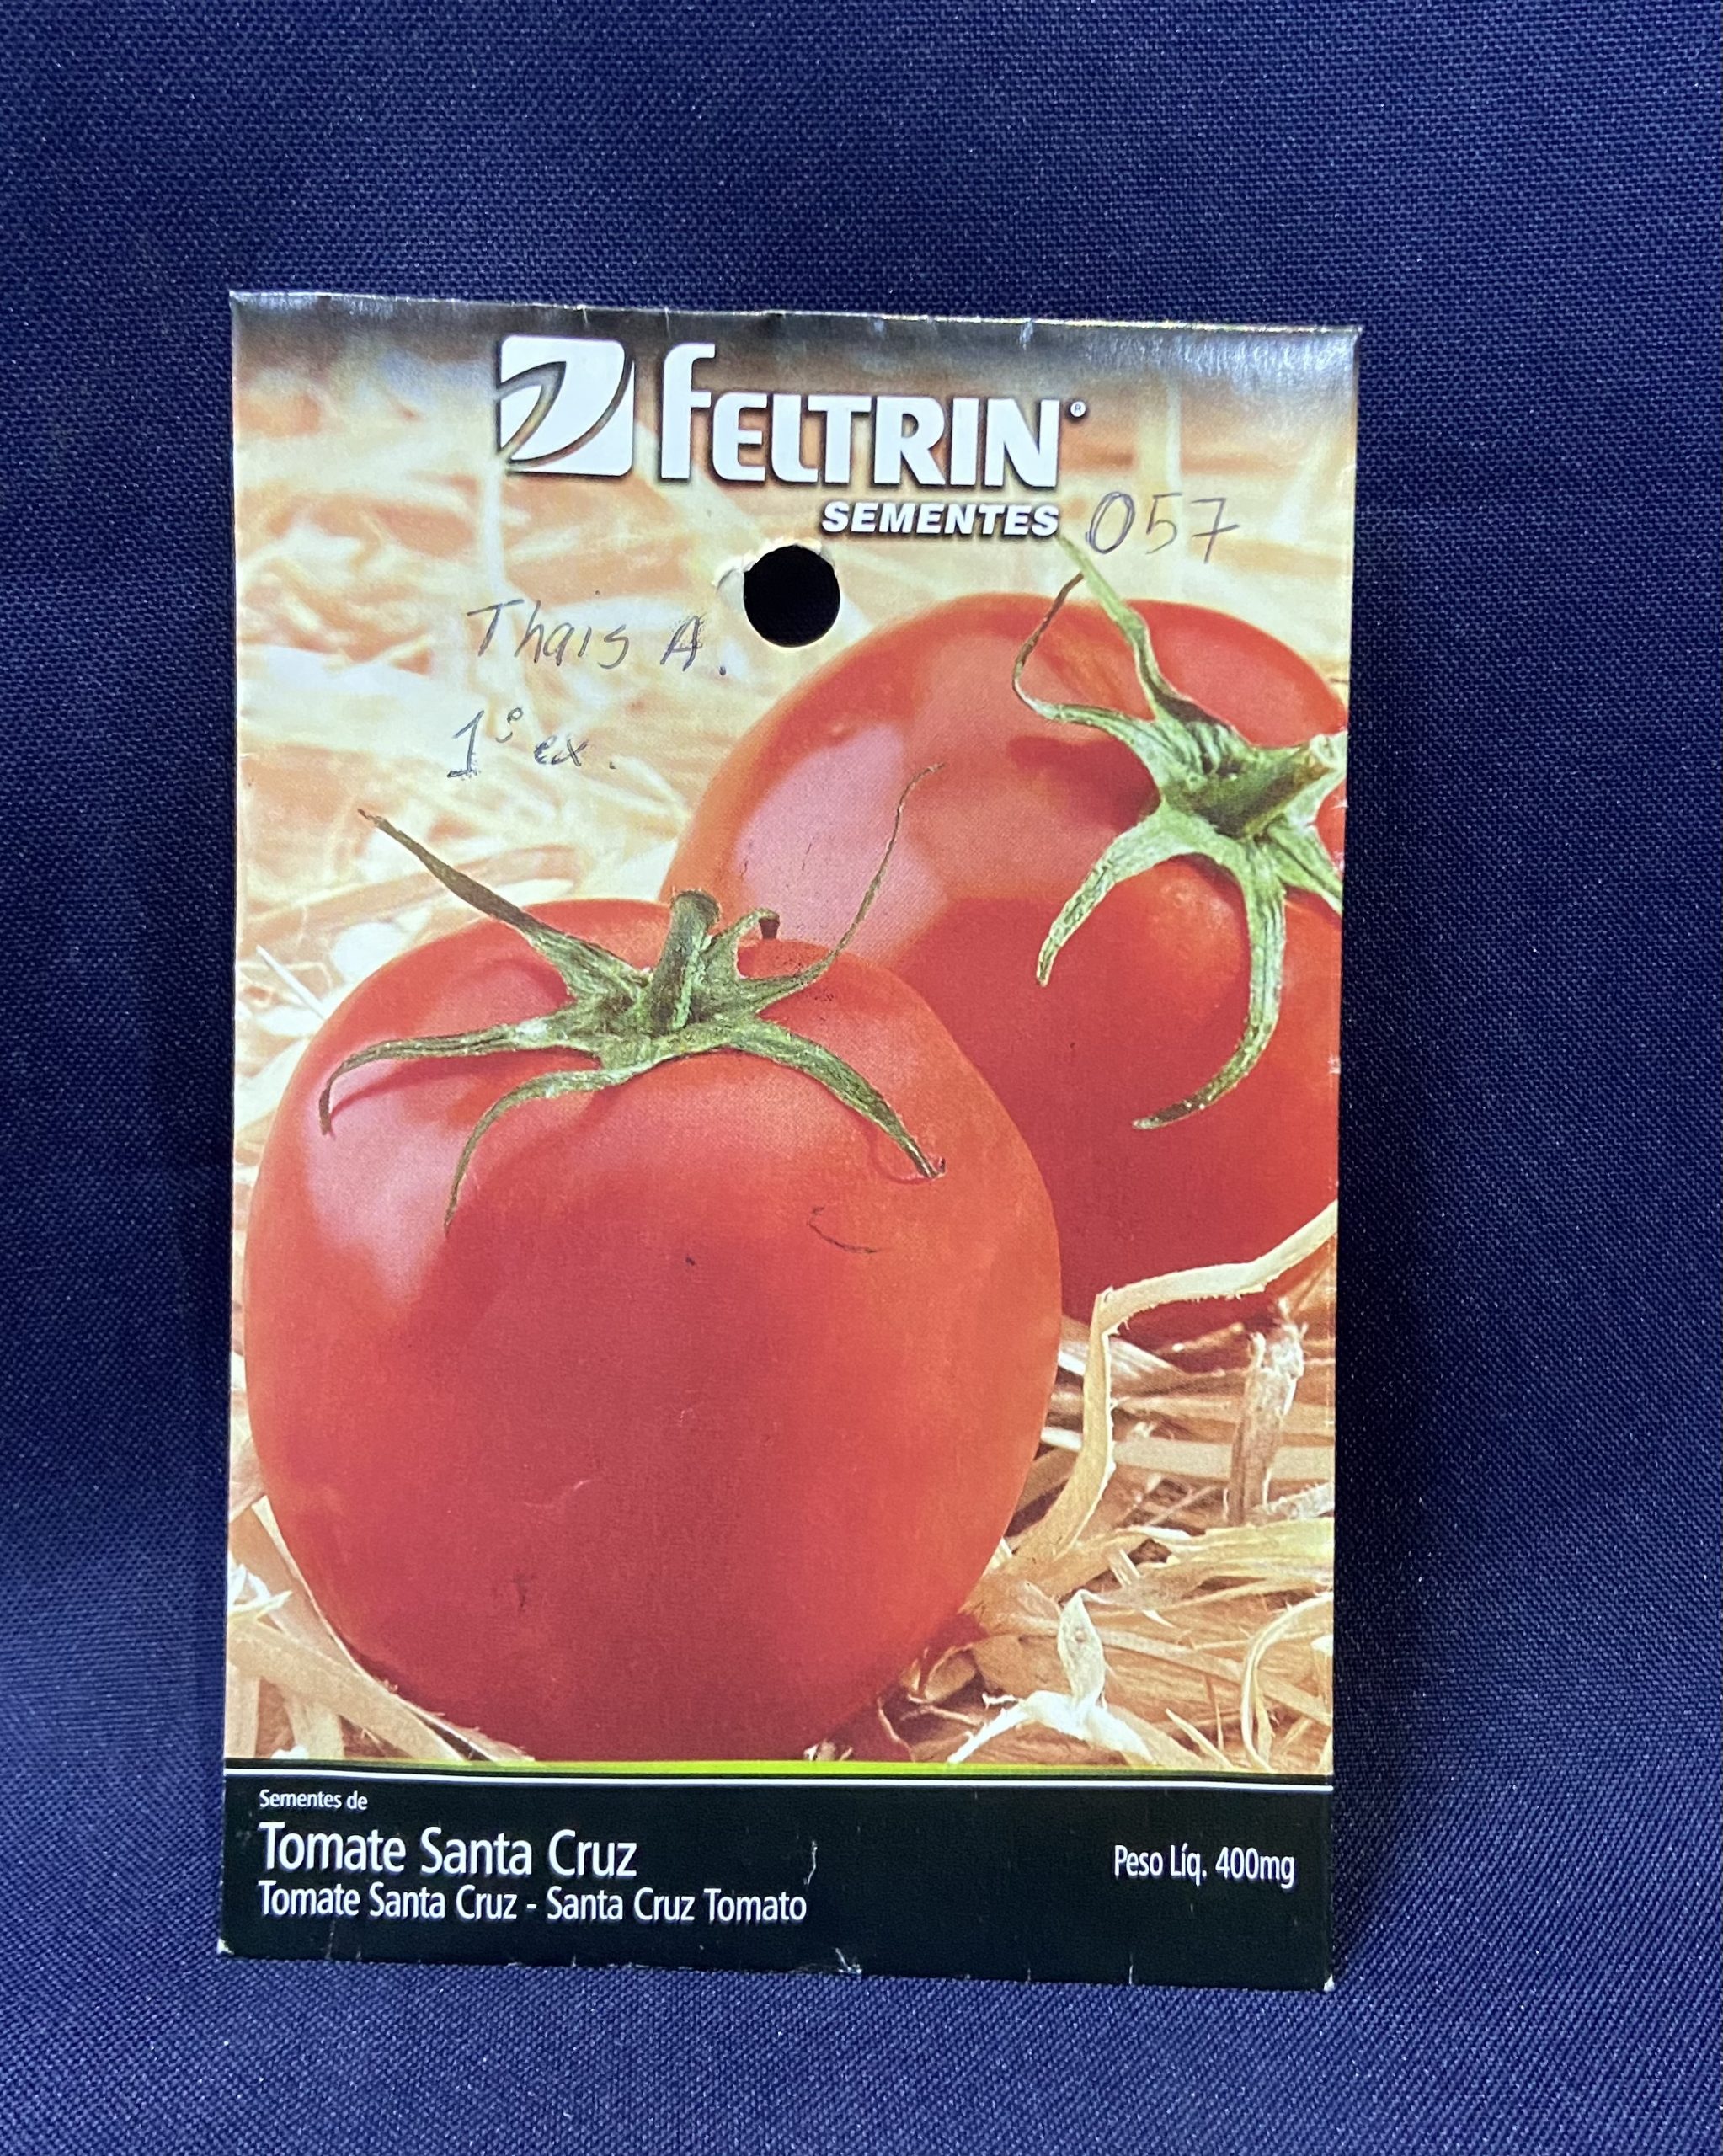 FELTRIN®
SEMENTES
057
Thais A.
1º ex.
Sementes de
Tomate Santa Cruz
Tomate Santa Cruz - Santa Cruz Tomato
Peso Líq. 400mg